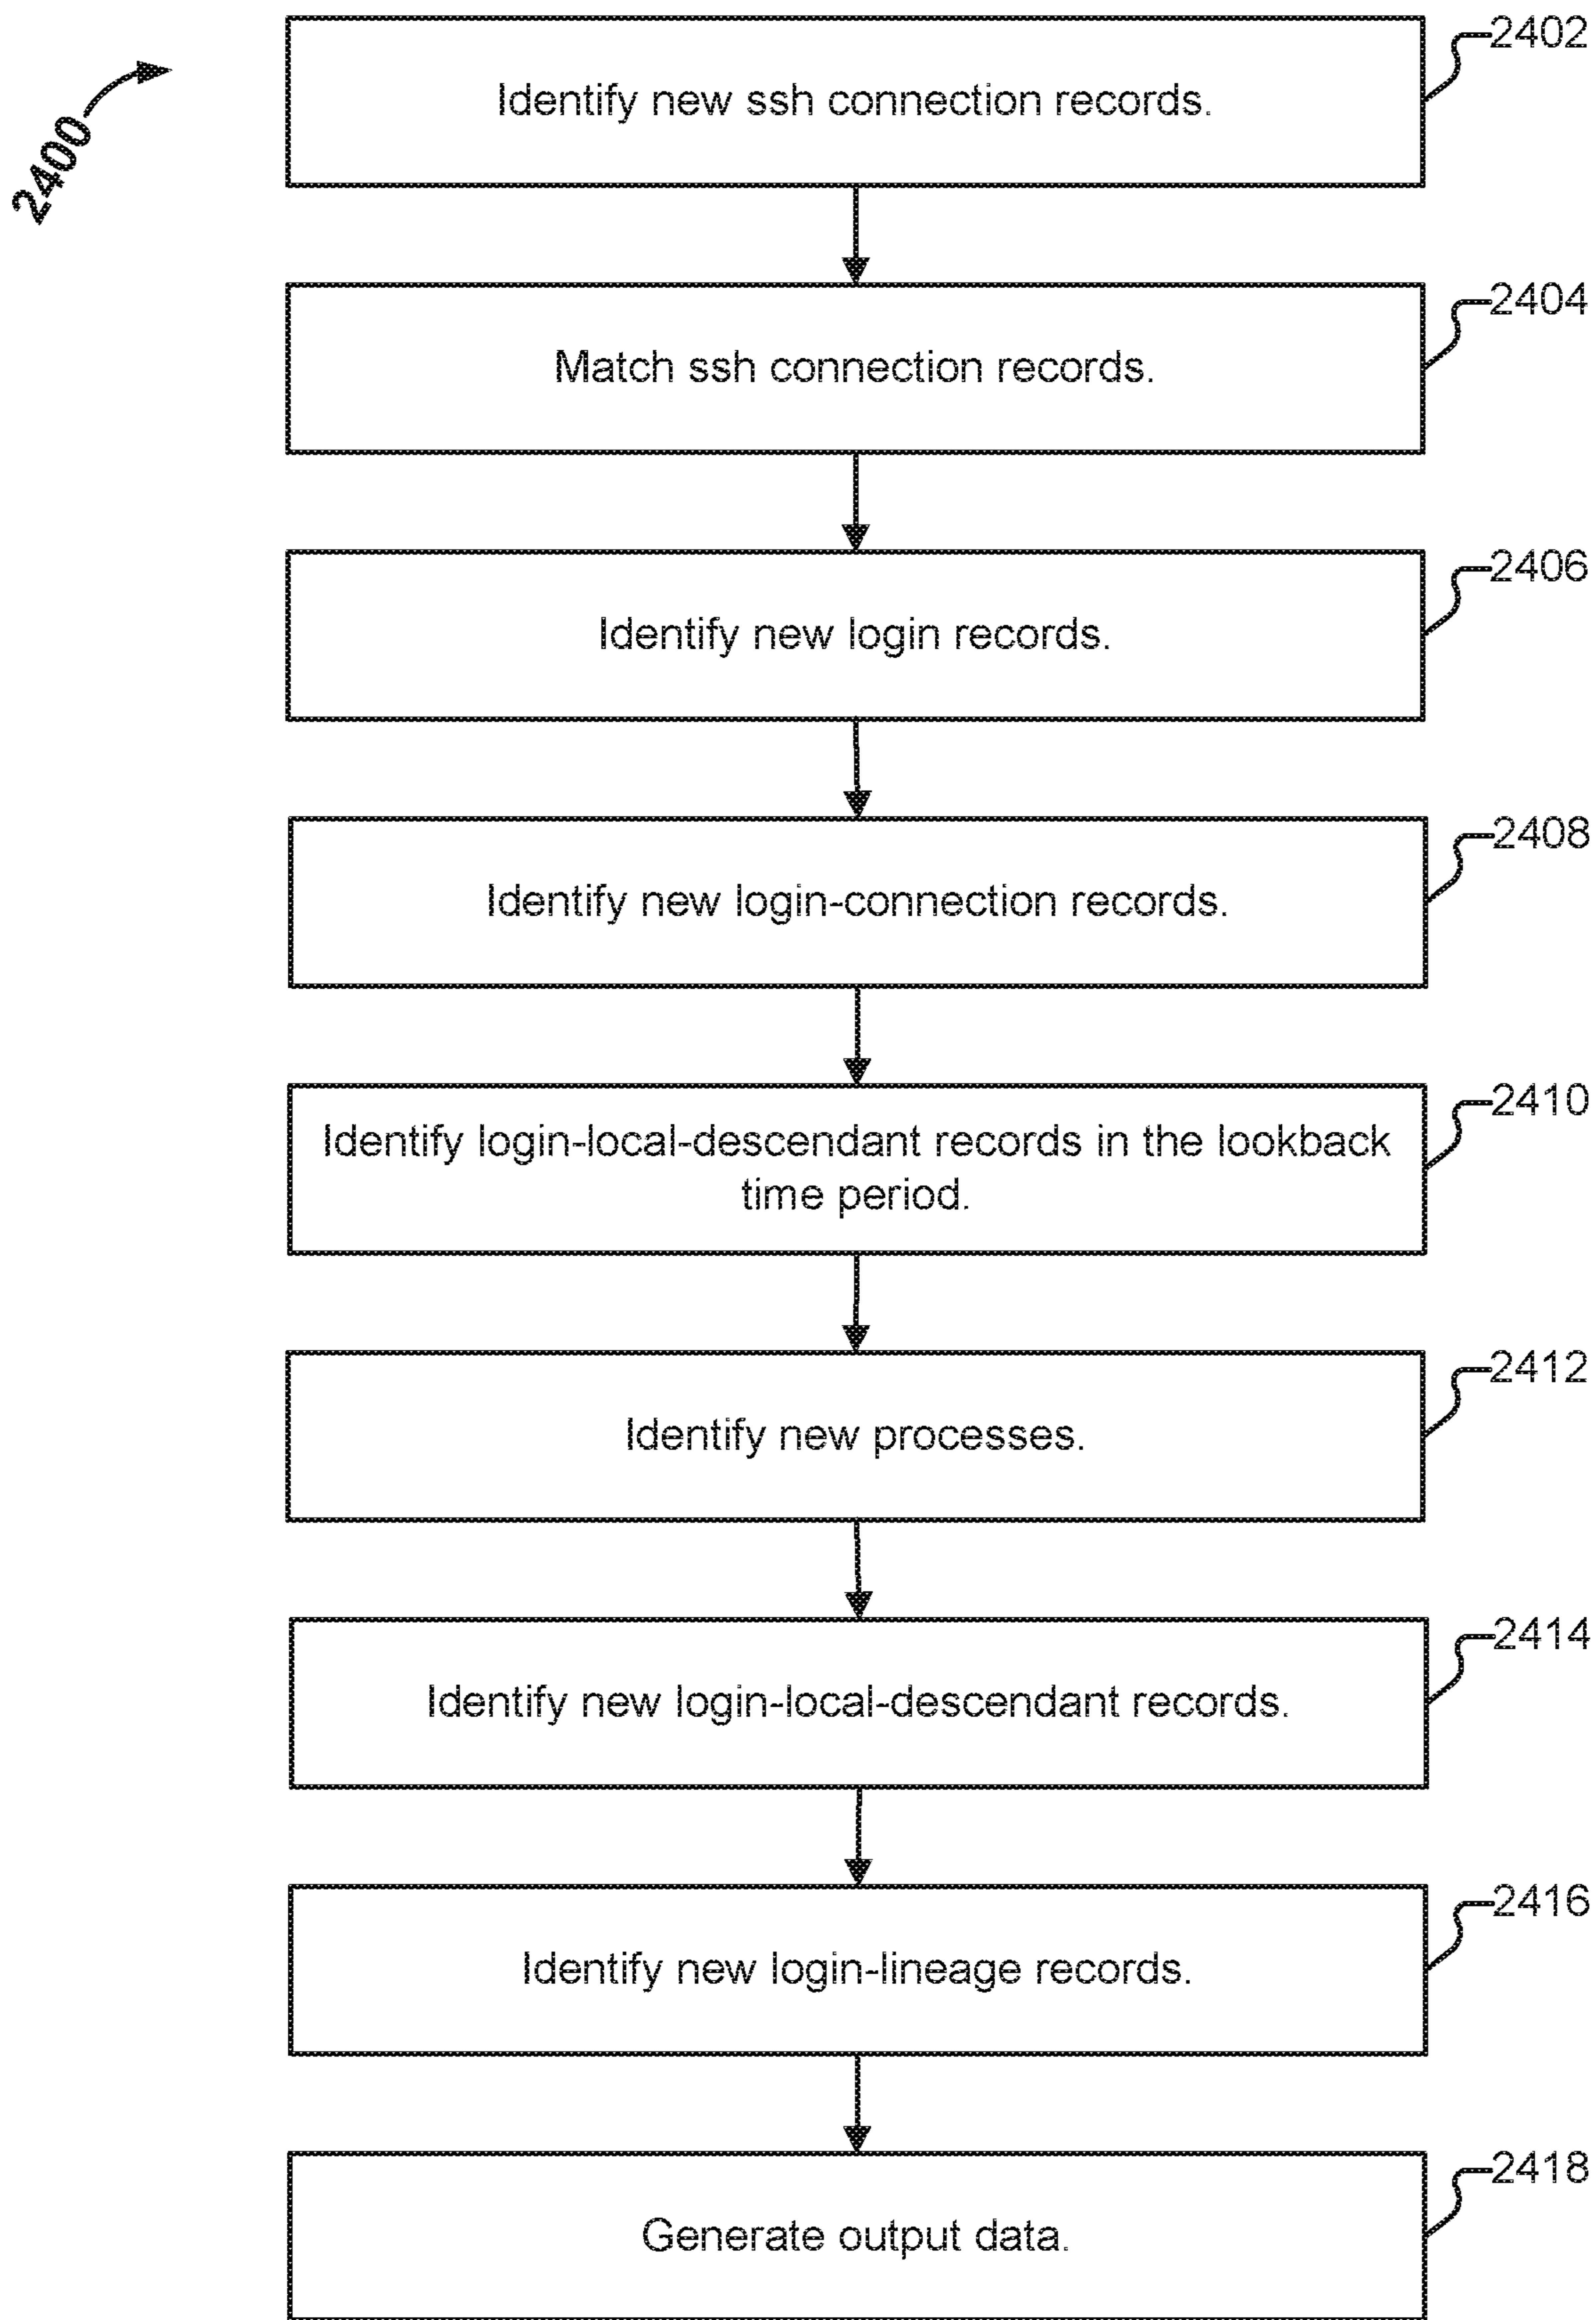 2400
2402
Identify new ssh connection records.
2404
Match ssh connection records.
2406
Identify new login records.
2408
Identify new login-connection records.
2410
Identify login-local-descendant records in the lookback
time period.
2412
Identify new processes.
2414
Identify new login-local-descendant records.
2416
Identify new login-lineage records.
2418
Generate output data.